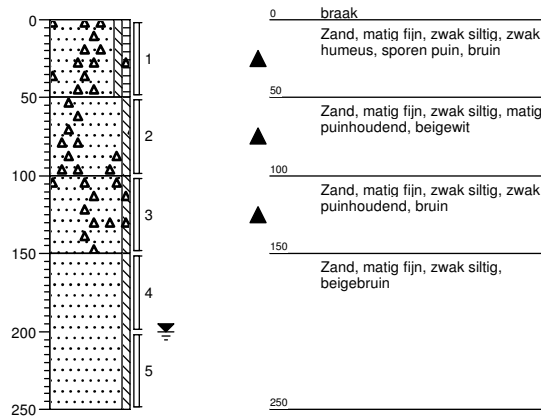 0
50
100
150
200
250
1
2
3
4
5
0
braak
Zand, matig fijn, zwak siltig, zwak
humeus, sporen puin, bruin
50
Zand, matig fijn, zwak siltig, matig
puinhoudend, beigewit
100
Zand, matig fijn, zwak siltig, zwak
puinhoudend, bruin
150
Zand, matig fijn, zwak siltig,
beigebruin
250